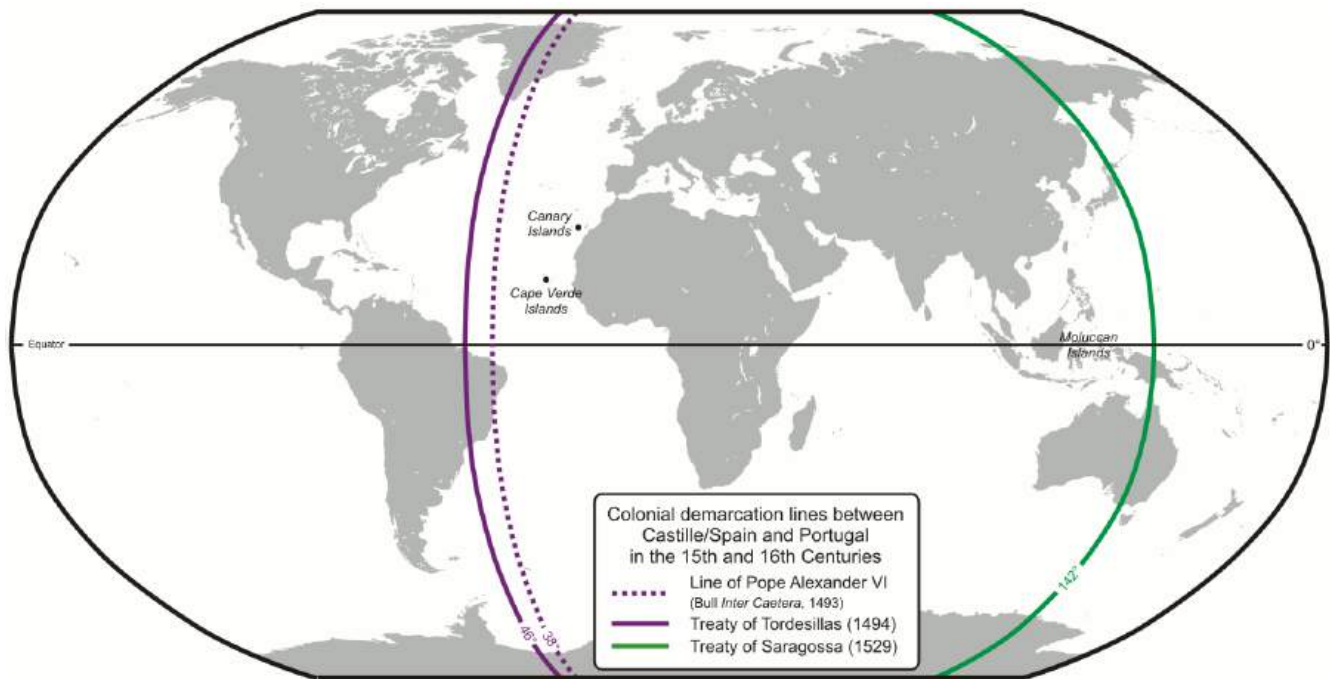 Canary
Islands
Cape Verde
Islands
Equator
Moluccan
Islands
0°
Colonial demarcation lines between
Castille/Spain and Portugal
in the 15th and 16th Centuries
Line of Pope Alexander VI
(Bull Inter Caetera, 1493)
Treaty of Tordesillas (1494)
Treaty of Saragossa (1529)
46°
38°
142°